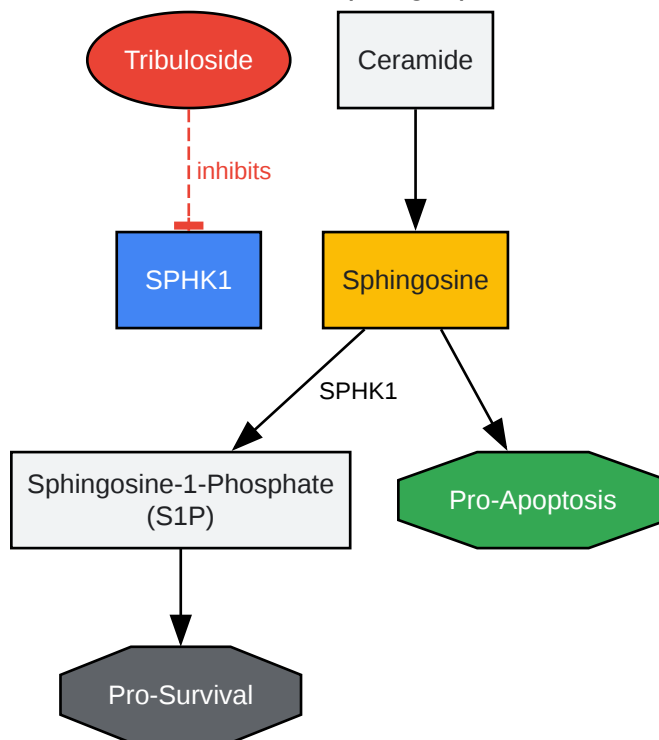 Tribuloside
Ceramide
inhibits
SPHK1
Sphingosine
SPHK1
Sphingosine-1-Phosphate
(S1P)
Pro-Apoptosis
Pro-Survival